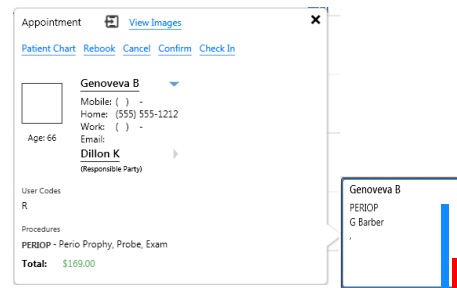 Appointment View Images
Patient Chart Rebook Cancel Confirm Check In
Genoveva B
Mobile: ( ) -
Home: (555) 555-1212
Work: ( ) -
Age: 66
Email:
Dillon K
(Responsible Party)
User Codes
R
Procedures
PERIOP - Perio Prophy, Probe, Exam
Total: $169.00
Genoveva B
PERIOP
G Barber
,